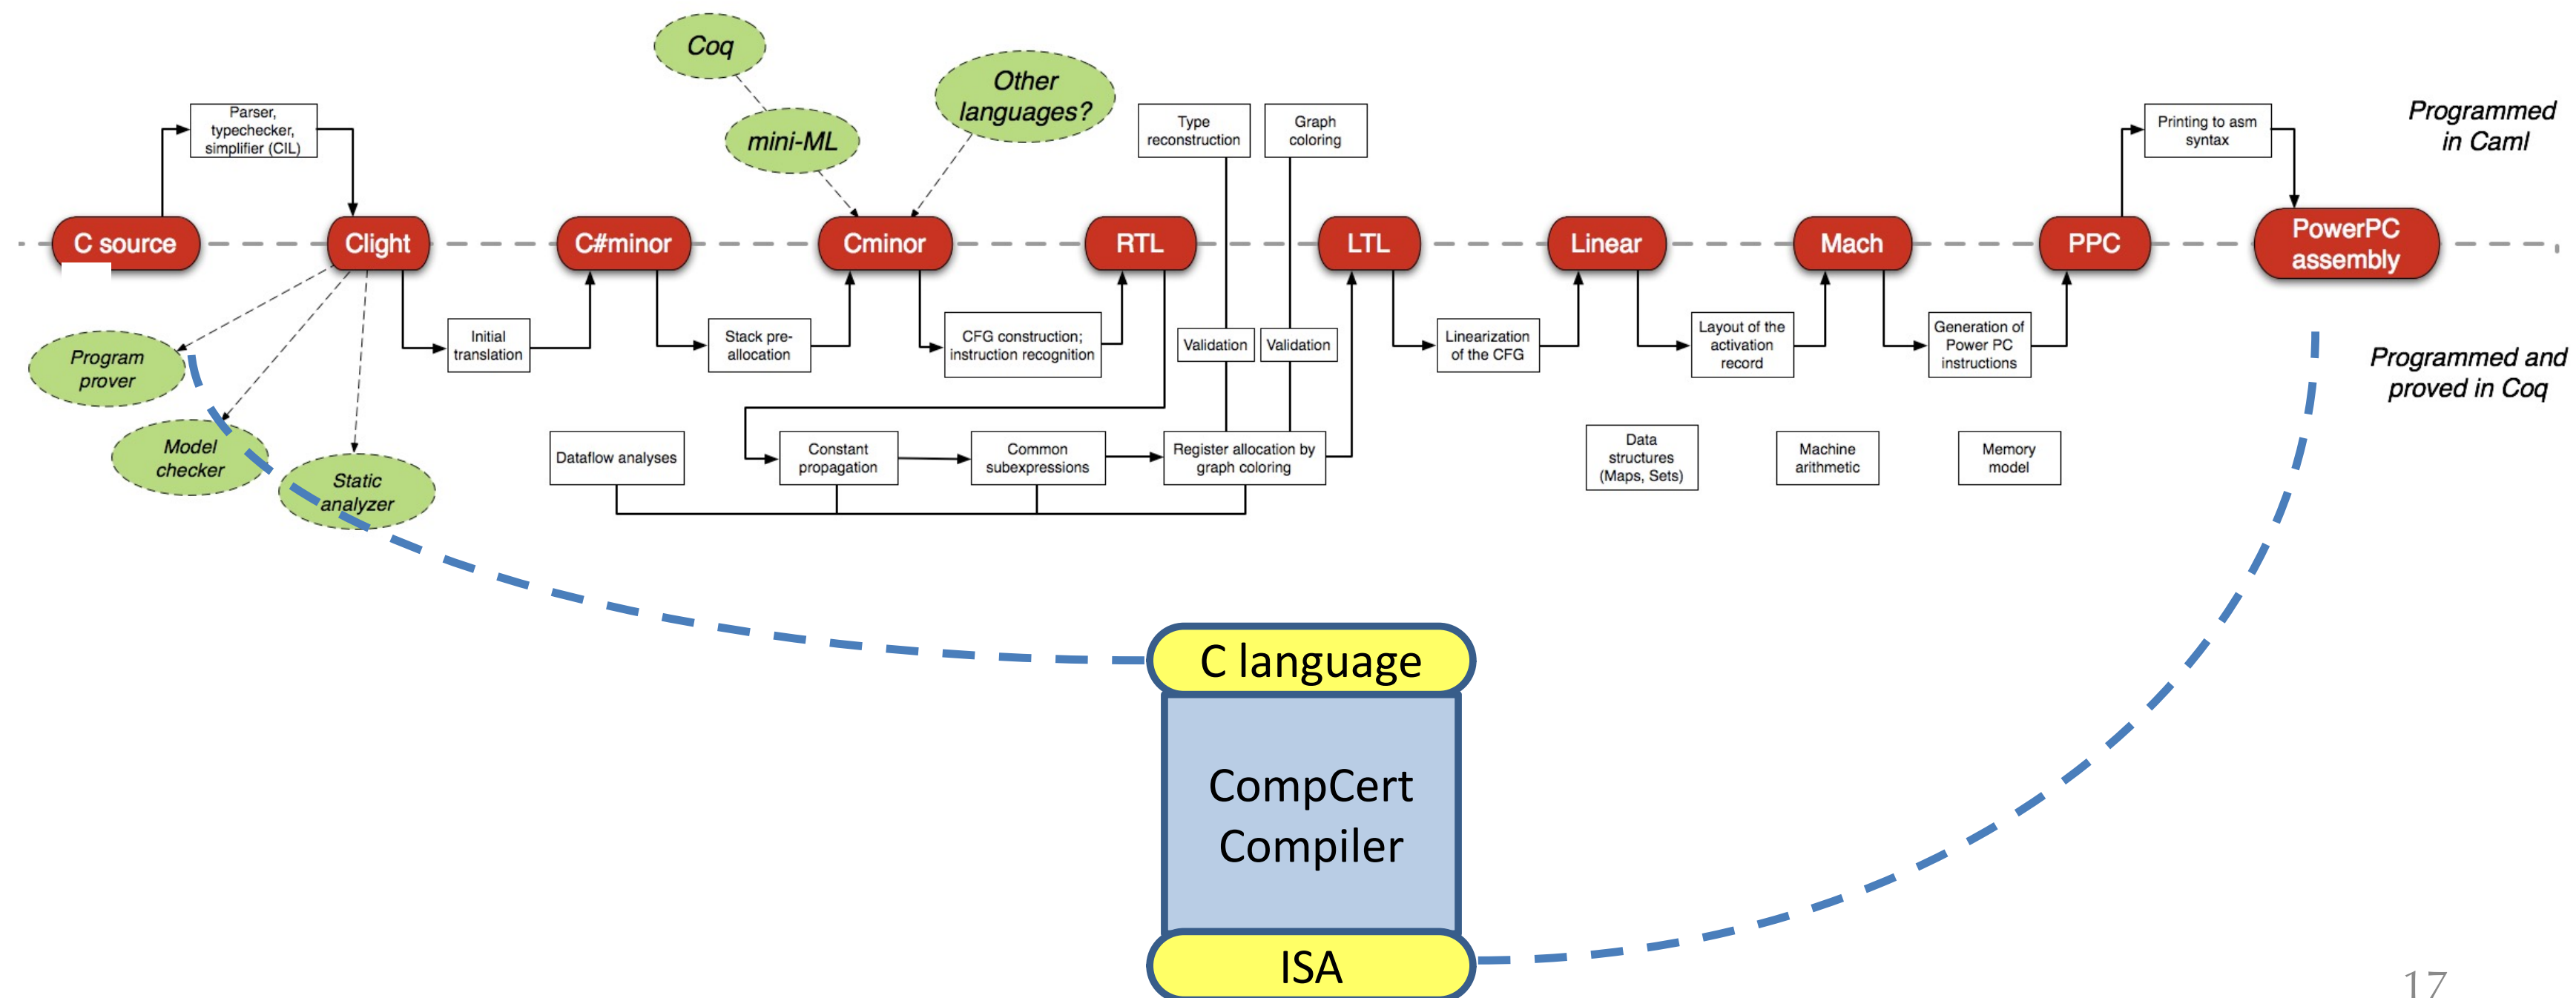 Coq
Other
languages?
mini-ML
Parser,
typechecker,
simplifier (CIL)
Type
reconstruction
Graph
coloring
Printing to asm
syntax
Programmed
in Caml
C source
Clight
C#minor
Cminor
RTL
LTL
Linear
Mach
PPC
PowerPC
assembly
Program
prover
Model
checker
Static
analyzer
Initial
translation
Stack pre-
allocation
CFG construction;
instruction recognition
Validation
Validation
Linearization
of the CFG
Layout of the
activation
record
Generation of
Power PC
instructions
Programmed and
proved in Coq
Dataflow analyses
Constant
propagation
Common
subexpressions
Register allocation by
graph coloring
Data
structures
(Maps, Sets)
Machine
arithmetic
Memory
model
C language
CompCert
Compiler
ISA
17